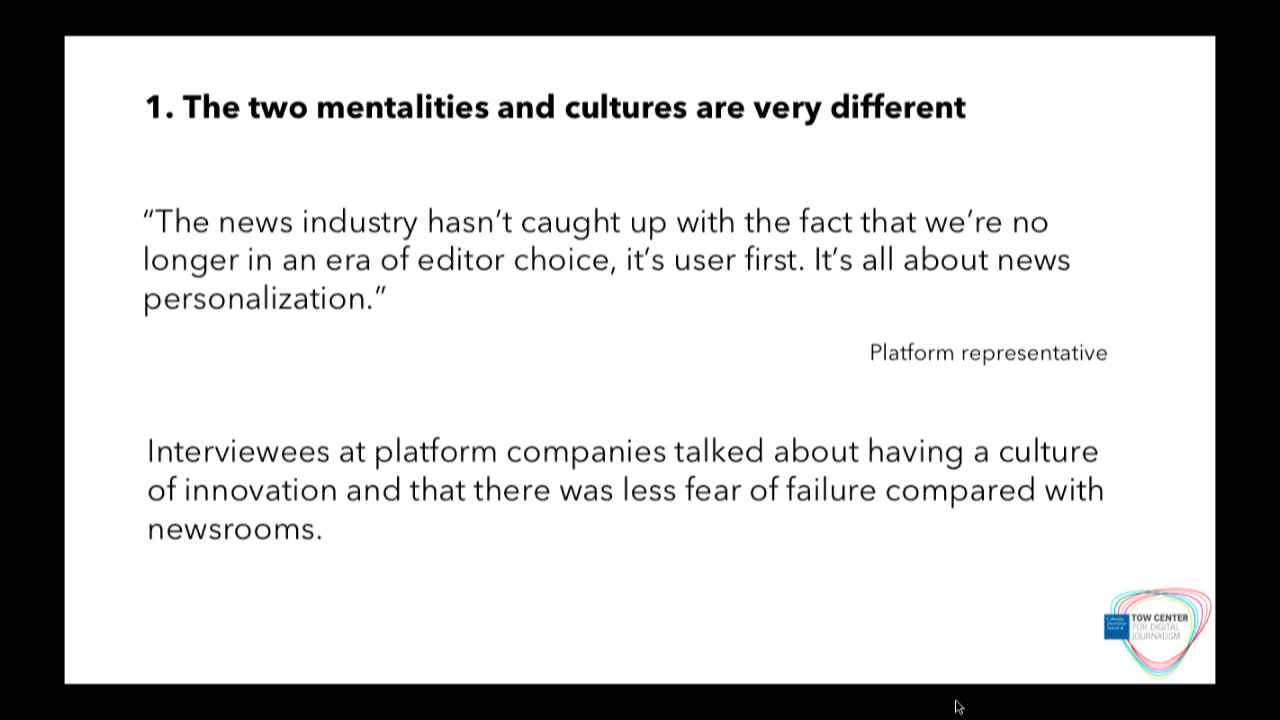 1. The two mentalities and cultures are very different
“The news industry hasn’t caught up with the fact that we’re no
longer in an era of editor choice, it’s user first. It’s all about news
personalization.”
Platform representative
Interviewees at platform companies talked about having a culture
of innovation and that there was less fear of failure compared with
newsrooms.
TOW CENTER
FOR DIGITAL
JOURNALISM